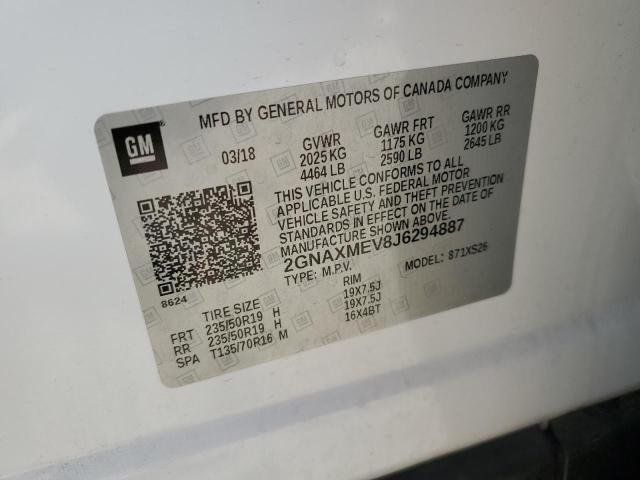 MFD BY GENERAL MOTORS OF CANADA COMPANY
GM
03/18 GVWR GAWR FRT GAWR RR
2025 KG 1175 KG 1200 KG
4464 LB 2590 LB 2645 LB
THIS VEHICLE CONFORMS TO ALL
APPLICABLE U.S. FEDERAL MOTOR
VEHICLE SAFETY AND THEFT PREVENTION
STANDARDS IN EFFECT ON THE DATE OF
MANUFACTURE SHOWN ABOVE.
2GNAXMEV8J6294887
TYPE: M.P.V. MODEL: 871XS26
8624
TIRE SIZE RIM
FRT 235/50R19 H 19X7.5J
RR 235/50R19 H 19X7.5J
SPA T135/70R16 M 16X4BT